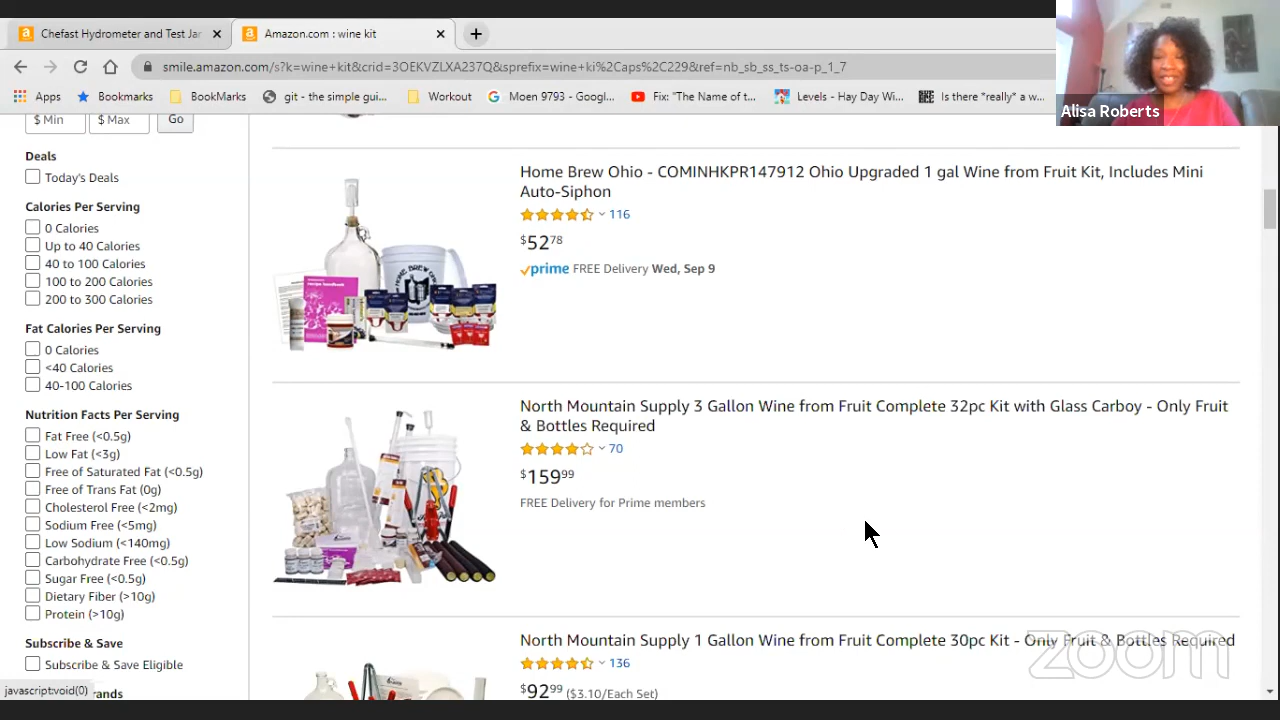 Chefast Hydrometer and Test Jar
Amazon.com : wine kit
smile.amazon.com/s?k=wine+kit&crid=3OEKVZLXA237Q&sprefix=wine+ki%2Caps%2C229&ref=nb_sb_ss_ts-oa-p_1_7
Apps
Bookmarks
BookMarks
git - the simple gui...
Workout
Moen 9793 - Googl...
Fix: "The Name of t...
Levels - Hay Day Wi...
Is there *really* a w...
Alisa Roberts
$ Min
$ Max
Go
Deals
Today's Deals
Calories Per Serving
0 Calories
Up to 40 Calories
40 to 100 Calories
100 to 200 Calories
200 to 300 Calories
Fat Calories Per Serving
0 Calories
<40 Calories
40-100 Calories
Nutrition Facts Per Serving
Fat Free (<0.5g)
Low Fat (<3g)
Free of Saturated Fat (<0.5g)
Free of Trans Fat (0g)
Cholesterol Free (<2mg)
Sodium Free (<5mg)
Low Sodium (<140mg)
Carbohydrate Free (<0.5g)
Sugar Free (<0.5g)
Dietary Fiber (>10g)
Protein (>10g)
Subscribe & Save
Subscribe & Save Eligible
javascript:void(0)
rands
Home Brew Ohio - COMINHKPR147912 Ohio Upgraded 1 gal Wine from Fruit Kit, Includes Mini
Auto-Siphon
116
$52 78
prime FREE Delivery Wed, Sep 9
North Mountain Supply 3 Gallon Wine from Fruit Complete 32pc Kit with Glass Carboy - Only Fruit
& Bottles Required
70
$159 99
FREE Delivery for Prime members
North Mountain Supply 1 Gallon Wine from Fruit Complete 30pc Kit - Only Fruit & Bottles Required
136
$92 99 ($3.10/Each Set)
zoom